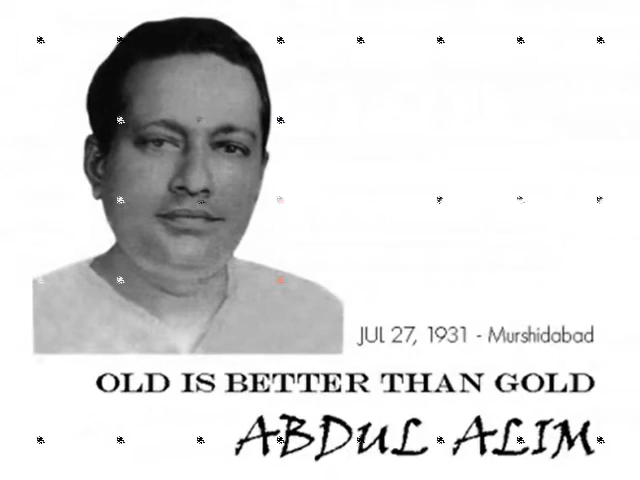 JUL 27, 1931 - Murshidabad
OLD IS BETTER THAN GOLD
ABDUL ALIM